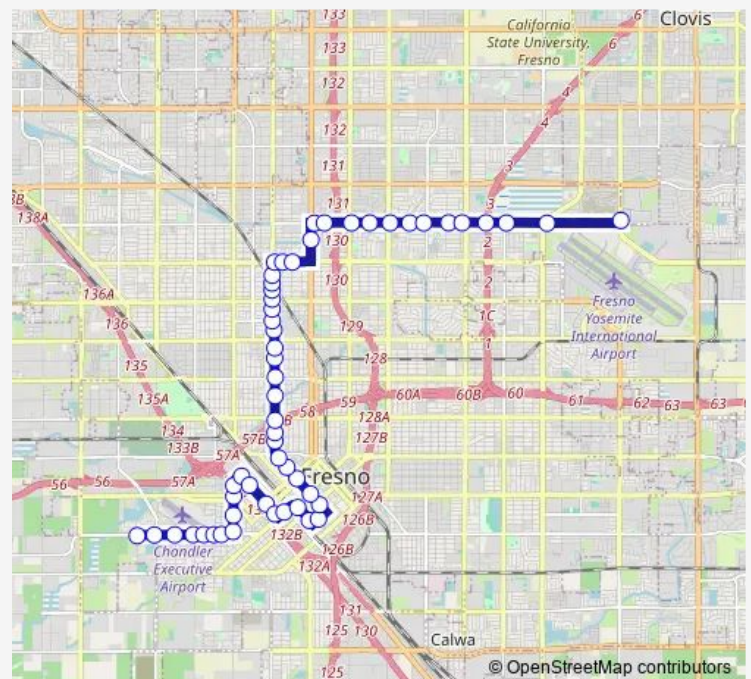 133
6
Clovis
California
State University,
Fresno
6
133
132
4
4
132
131
3
3B
138A
131
3
130
2
136A
130
2
Fresno
Yosemite
International
Airport
136
1C
129
1
135
128
135A
60A
60B
60
61
62
63
63
59
58
134
57B
128A
133B
57A
127B
56
56
57A
Fresno
127A
126B
132B
Chandler
Executive
Airport
126B
132A
131
125
130
Calwa
125
© OpenStreetMap contributors